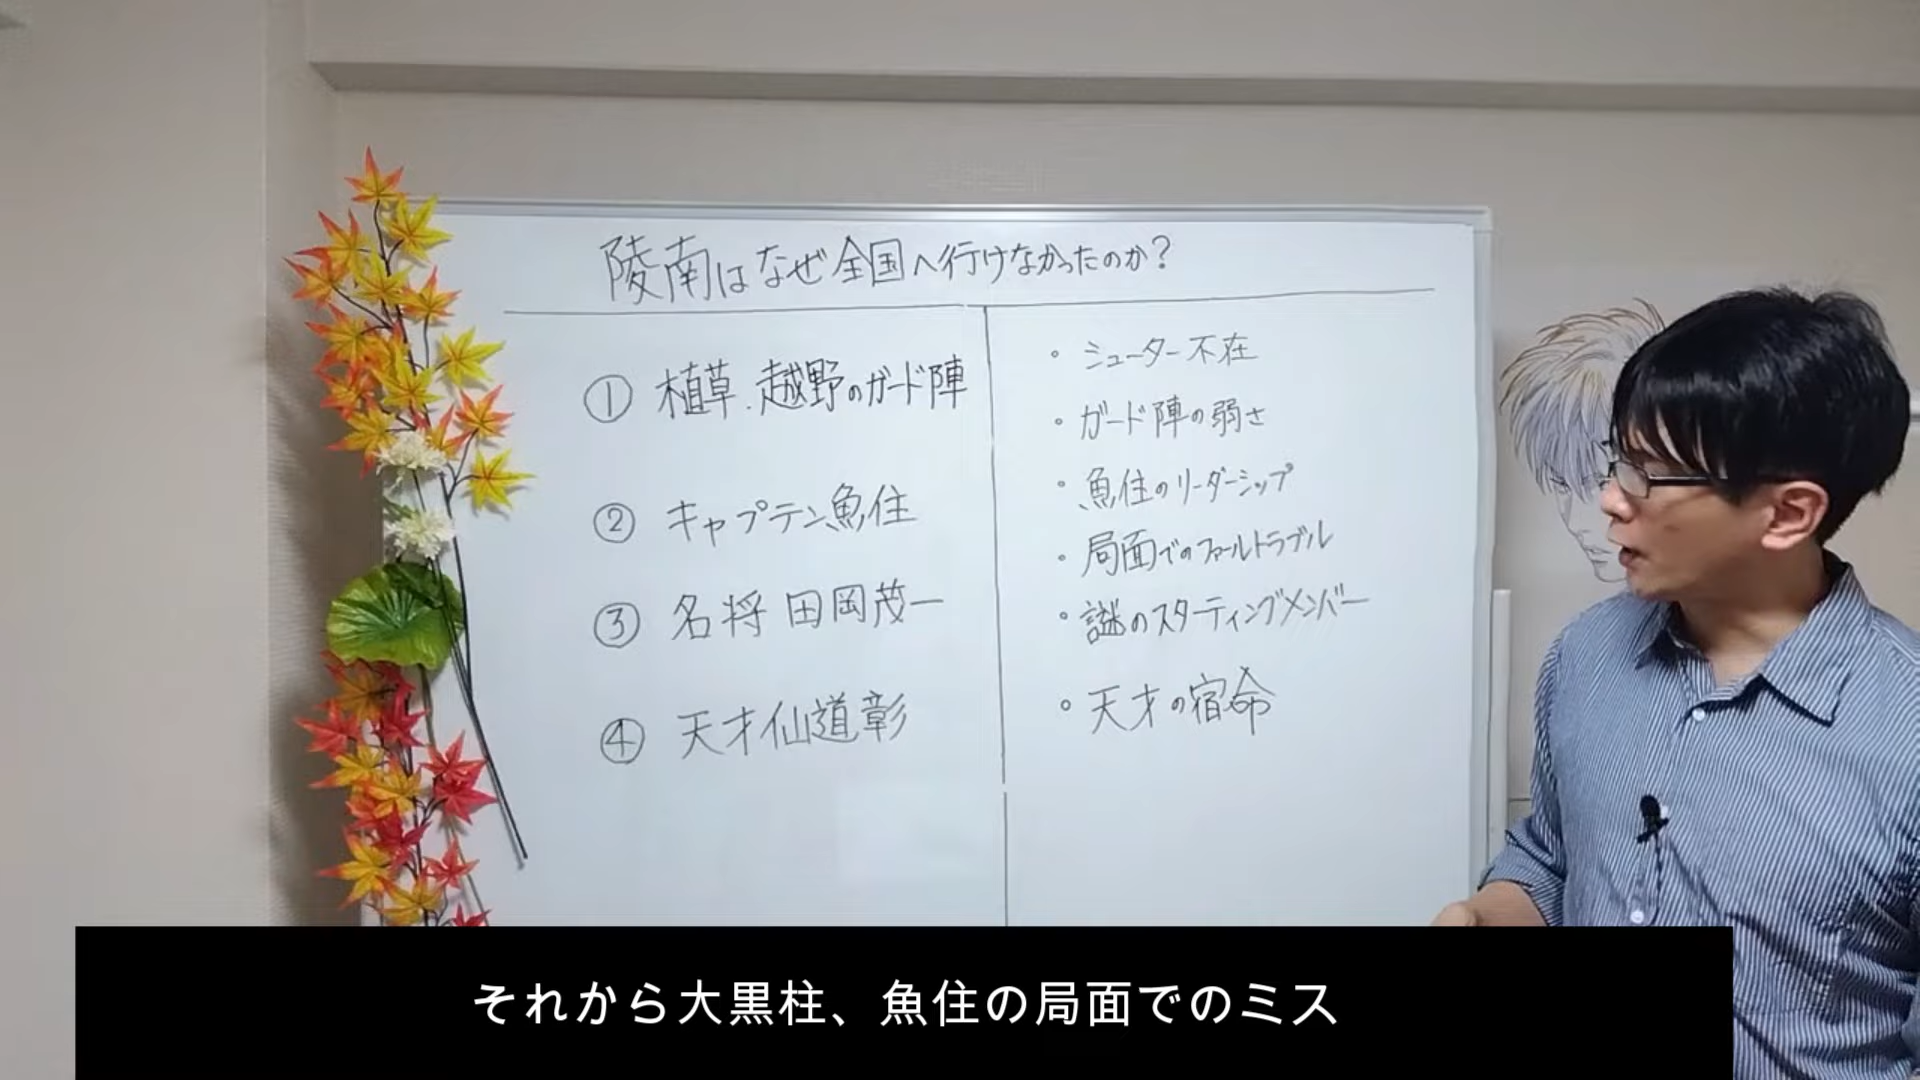 陵南はなぜ全国へ行けなかったのか?
① 植草.越野のガード陣
② キャプテン魚住
③ 名将 田岡茂一
④ 天才仙道彰
・シューター不在
・ガード陣の弱さ
・魚住のリーダーシップ
・局面でのファールトラブル
・謎のスターティングメンバー
・天才の宿命
それから大黒柱、魚住の局面でのミス